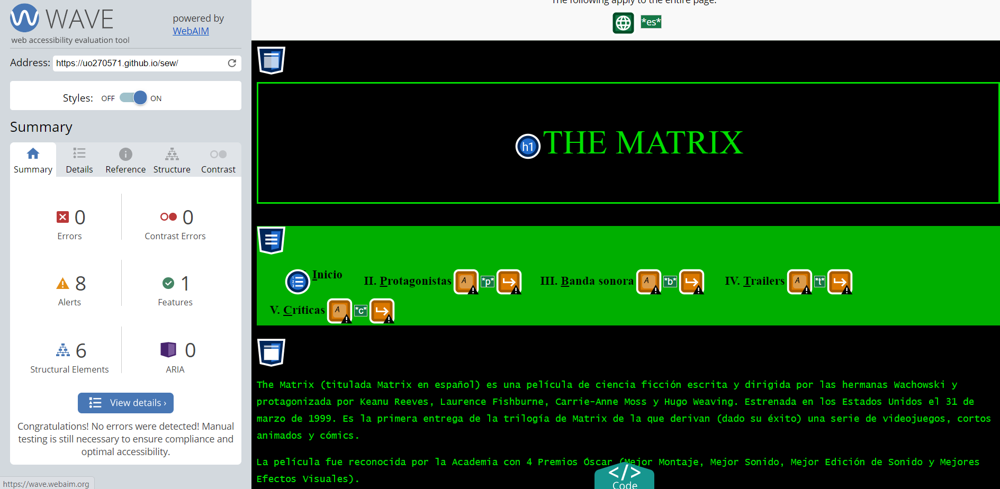 WAVE
powered by
WebAIM
web accessibility evaluation tool
Address: https://uo270571.github.io/sew/
Styles: OFF ON
Summary
Summary Details Reference Structure Contrast
0 0
Errors Contrast Errors
8 1
Alerts Features
6 0
Structural Elements ARIA
View details ›
Congratulations! No errors were detected! Manual
testing is still necessary to ensure compliance and
optimal accessibility.
https://wave.webaim.org
The following apply to the entire page:
*es*
h1 THE MATRIX
Inicio II. Protagonistas A *p* III. Banda sonora A *b* IV. Trailers A *t*
V. Críticas A *c*
The Matrix (titulada Matrix en español) es una película de ciencia ficción escrita y dirigida por las hermanas Wachowski y
protagonizada por Keanu Reeves, Laurence Fishburne, Carrie-Anne Moss y Hugo Weaving. Estrenada en los Estados Unidos el 31 de
marzo de 1999. Es la primera entrega de la trilogía de Matrix de la que derivan (dado su éxito) una serie de videojuegos, cortos
animados y cómics.
La película fue reconocida por la Academia con 4 Premios Óscar (Mejor Montaje, Mejor Sonido, Mejor Edición de Sonido y Mejores
Efectos Visuales).
</> Code